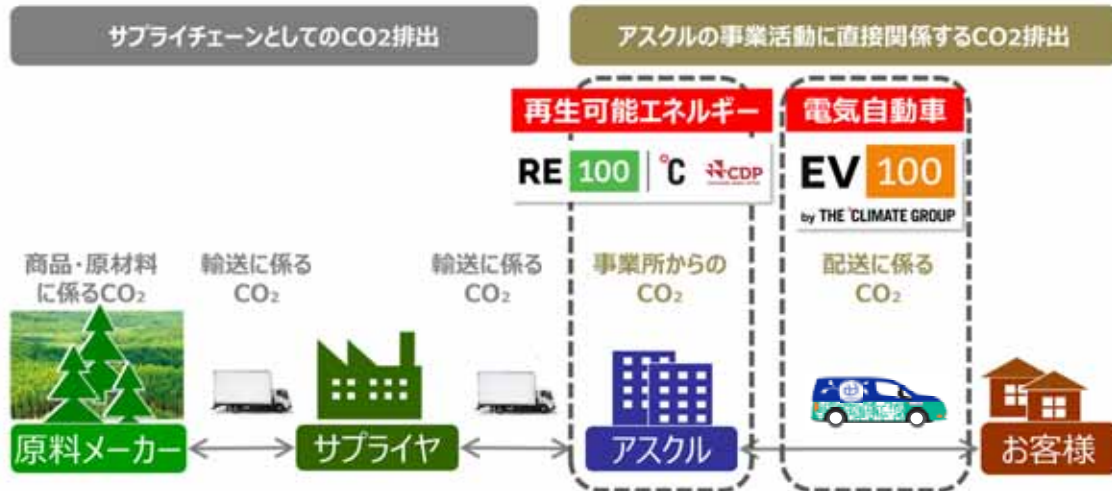 サプライチェーンとしてのCO2排出
アスクルの事業活動に直接関係するCO2排出
再生可能エネルギー
電気自動車
RE 100 °C CDP
EV 100
by THE °CLIMATE GROUP
商品・原材料
に係るCO₂
輸送に係る
CO₂
輸送に係る
CO₂
事業所からの
CO₂
配送に係る
CO₂
原料メーカー
サプライヤ
アスクル
お客様